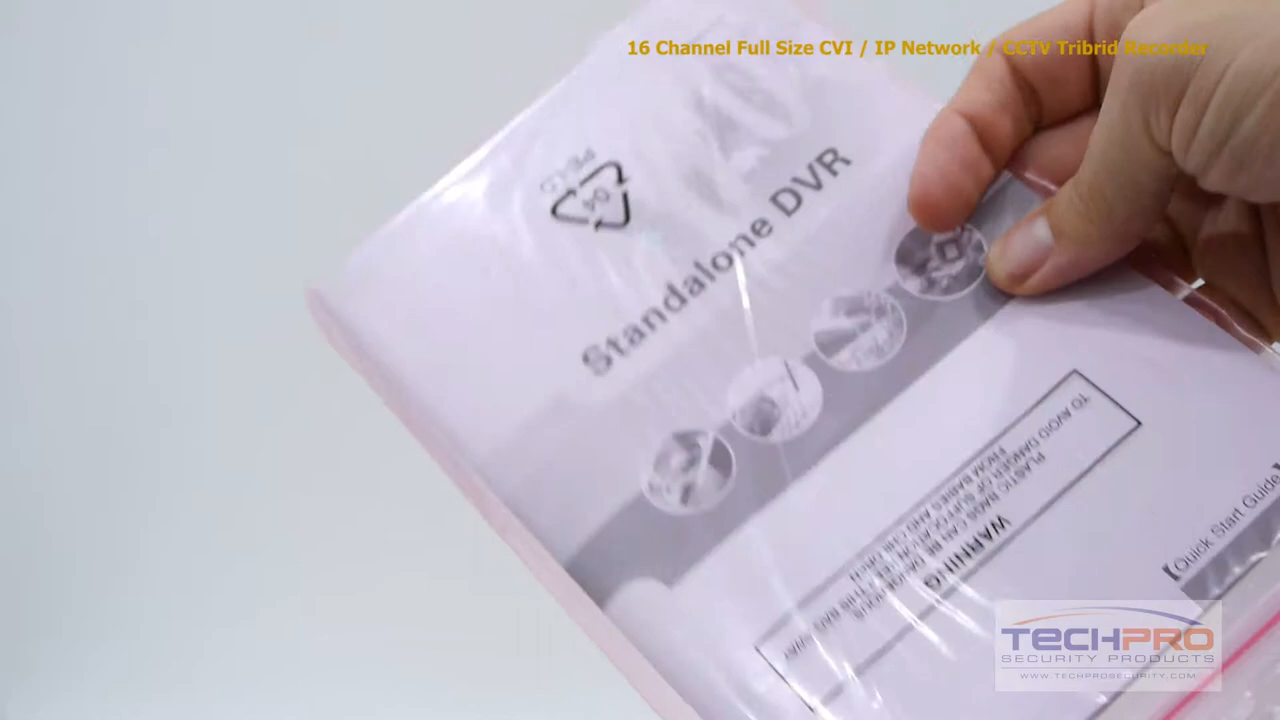 16 Channel Full Size CVI / IP Network / CCTV Tribrid Recorder
PE-LD
04
Standalone DVR
WARNING
PLASTIC BAGS CAN BE DANGEROUS
TO AVOID DANGER OF SUFFOCATION KEEP THIS BAG AWAY
FROM BABIES AND CHILDREN
【Quick Start Guide】
TECHPRO
SECURITY PRODUCTS
WWW.TECHPROSECURITY.COM